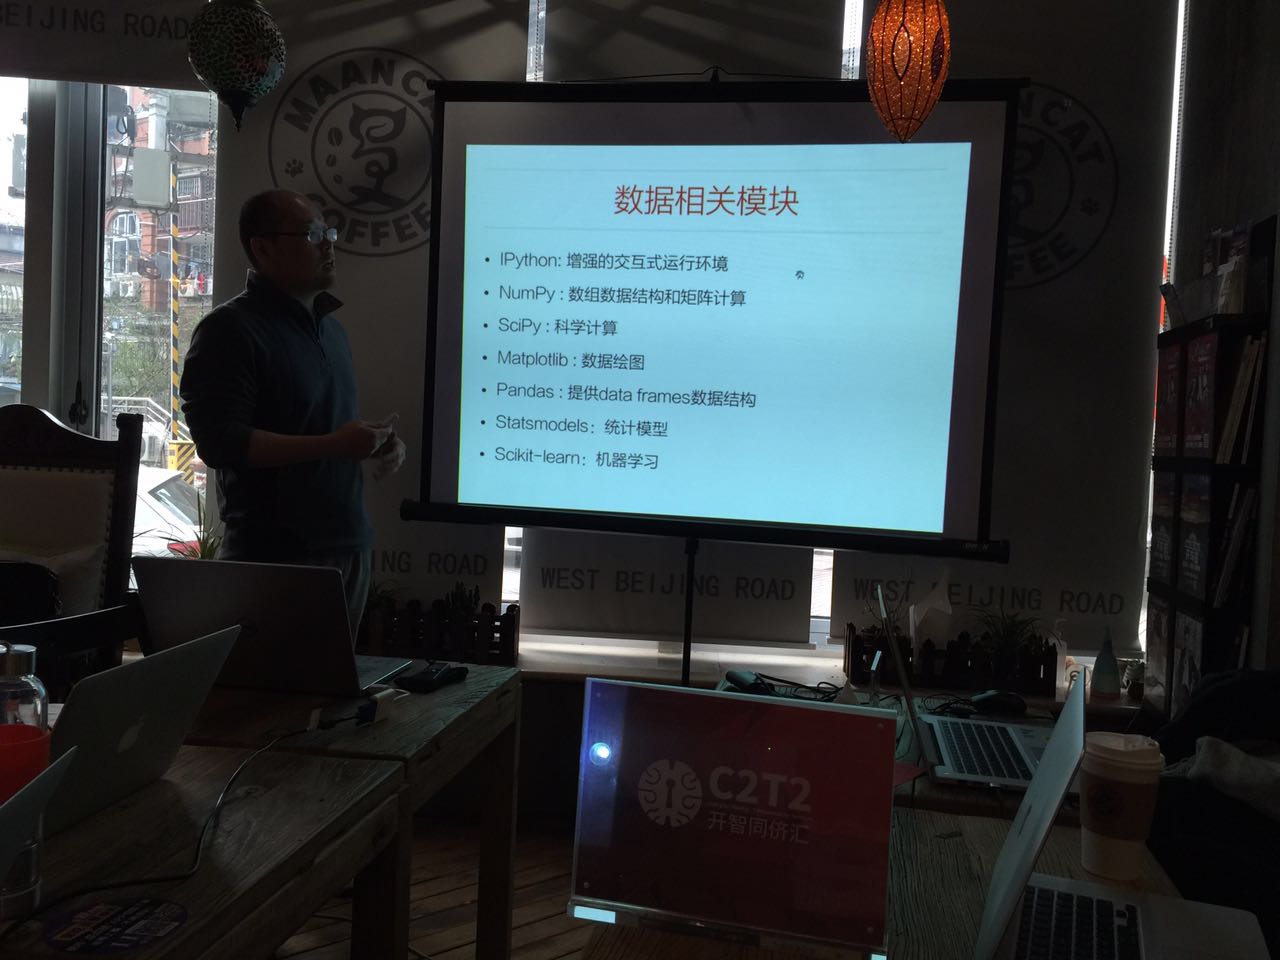 BEIJING ROAD
MAAN CAT
COFFEE
数据相关模块
• IPython: 增强的交互式运行环境
• NumPy : 数组数据结构和矩阵计算
• SciPy : 科学计算
• Matplotlib : 数据绘图
• Pandas : 提供data frames数据结构
• Statsmodels：统计模型
• Scikit-learn：机器学习
ROAD
WEST BEIJING ROAD
WEST BEIJING ROAD
C2T2
开智同侪汇